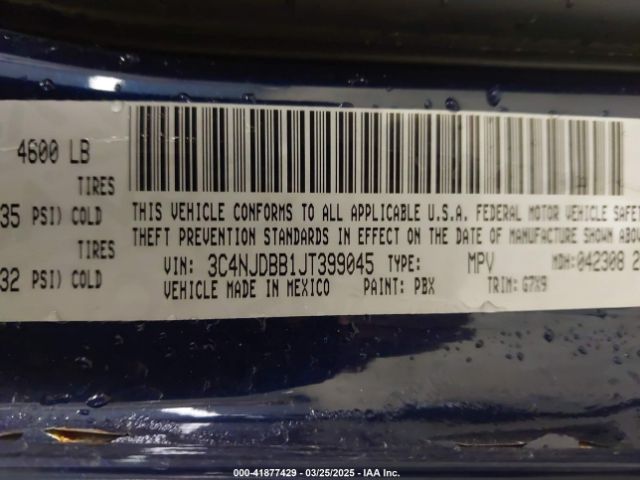 4600 LB
TIRES
35 PSI) COLD
TIRES
32 PSI) COLD
THIS VEHICLE CONFORMS TO ALL APPLICABLE U.S.A. FEDERAL MOTOR VEHICLE SAFET
THEFT PREVENTION STANDARDS IN EFFECT ON THE DATE OF MANUFACTURE SHOWN ABOV
VIN: 3C4NJDBB1JT399045 TYPE: MPV MDH:042308 2
VEHICLE MADE IN MEXICO PAINT: PBX TRIM: G7X9
000-41877429 - 03/25/2025 - IAA Inc.